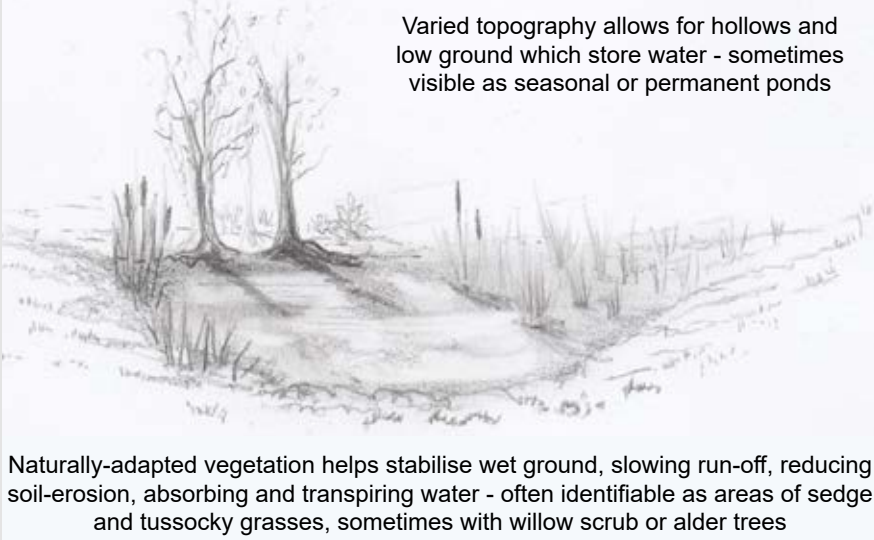 Varied topography allows for hollows and
low ground which store water - sometimes
visible as seasonal or permanent ponds
Naturally-adapted vegetation helps stabilise wet ground, slowing run-off, reducing
soil-erosion, absorbing and transpiring water - often identifiable as areas of sedge
and tussocky grasses, sometimes with willow scrub or alder trees